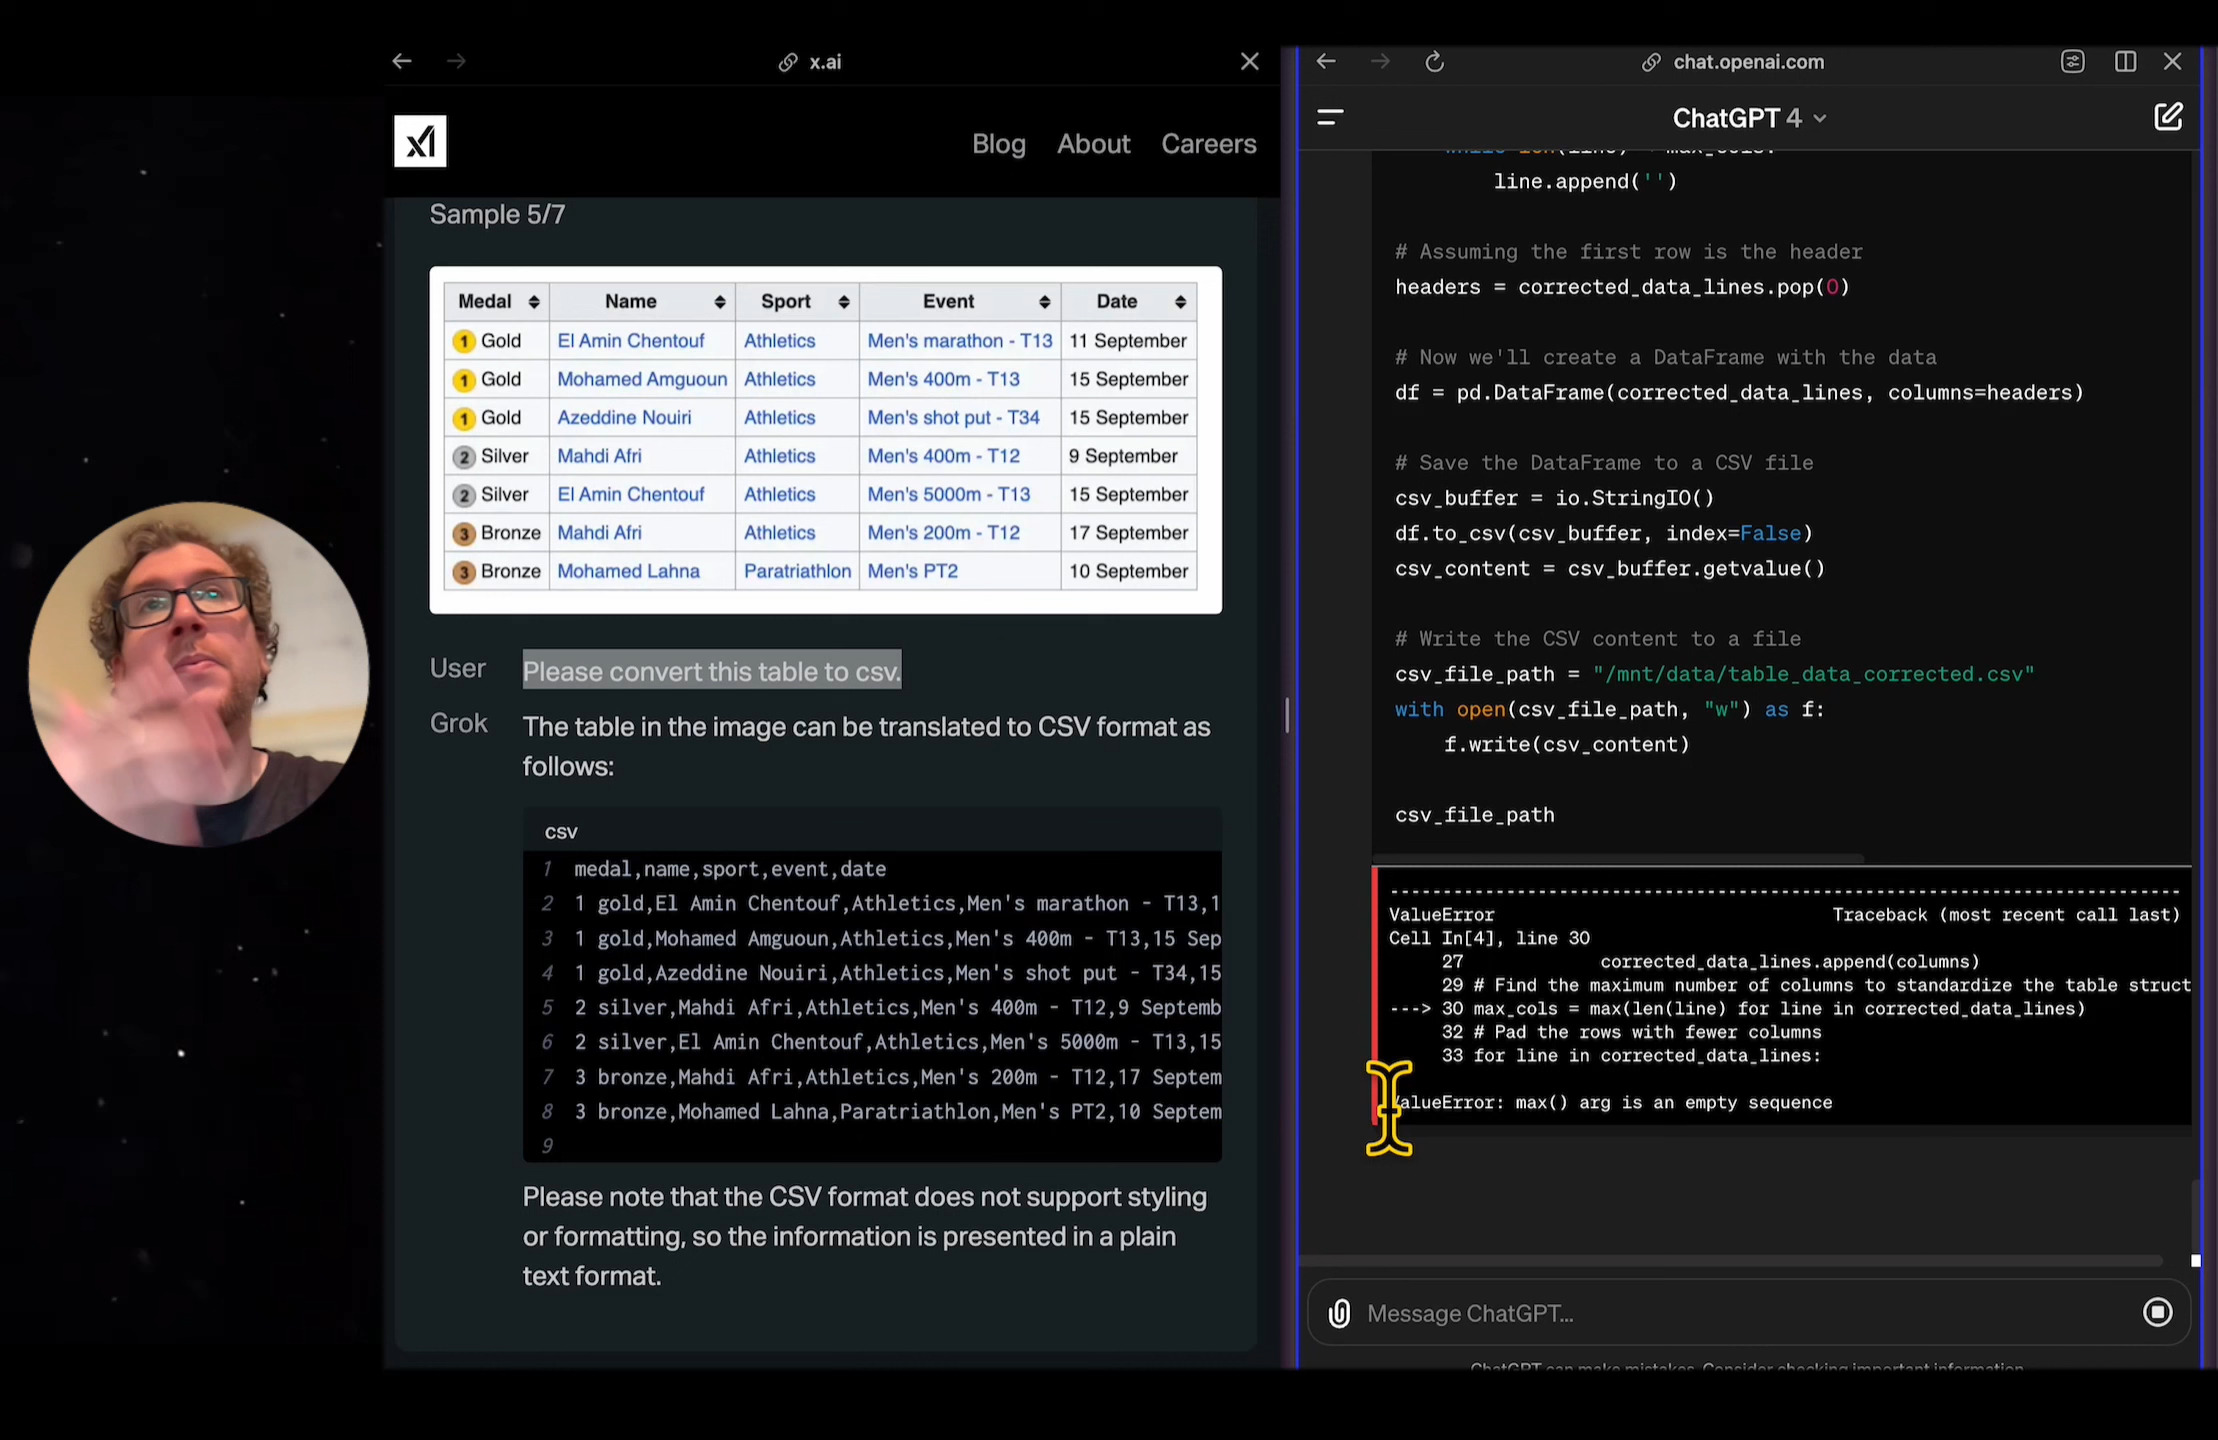 x.ai
Blog About Careers
Sample 5/7
Medal Name Sport Event Date
1 Gold El Amin Chentouf Athletics Men's marathon - T13 11 September
1 Gold Mohamed Amguoun Athletics Men's 400m - T13 15 September
1 Gold Azeddine Nouiri Athletics Men's shot put - T34 15 September
2 Silver Mahdi Afri Athletics Men's 400m - T12 9 September
2 Silver El Amin Chentouf Athletics Men's 5000m - T13 15 September
3 Bronze Mahdi Afri Athletics Men's 200m - T12 17 September
3 Bronze Mohamed Lahna Paratriathlon Men's PT2 10 September
User Please convert this table to csv.
Grok The table in the image can be translated to CSV format as
follows:
csv
1 medal,name,sport,event,date
2 1 gold,El Amin Chentouf,Athletics,Men's marathon - T13,1
3 1 gold,Mohamed Amguoun,Athletics,Men's 400m - T13,15 Sep
4 1 gold,Azeddine Nouiri,Athletics,Men's shot put - T34,15
5 2 silver,Mahdi Afri,Athletics,Men's 400m - T12,9 Septemb
6 2 silver,El Amin Chentouf,Athletics,Men's 5000m - T13,15
7 3 bronze,Mahdi Afri,Athletics,Men's 200m - T12,17 Septem
8 3 bronze,Mohamed Lahna,Paratriathlon,Men's PT2,10 Septem
9
Please note that the CSV format does not support styling
or formatting, so the information is presented in a plain
text format.
chat.openai.com
ChatGPT 4
line.append('')
# Assuming the first row is the header
headers = corrected_data_lines.pop(0)
# Now we'll create a DataFrame with the data
df = pd.DataFrame(corrected_data_lines, columns=headers)
# Save the DataFrame to a CSV file
csv_buffer = io.StringIO()
df.to_csv(csv_buffer, index=False)
csv_content = csv_buffer.getvalue()
# Write the CSV content to a file
csv_file_path = "/mnt/data/table_data_corrected.csv"
with open(csv_file_path, "w") as f:
f.write(csv_content)
csv_file_path
---------------------------------------------------------------------------
ValueError Traceback (most recent call last)
Cell In[4], line 30
27 corrected_data_lines.append(columns)
29 # Find the maximum number of columns to standardize the table struct
---> 30 max_cols = max(len(line) for line in corrected_data_lines)
32 # Pad the rows with fewer columns
33 for line in corrected_data_lines:
ValueError: max() arg is an empty sequence
Message ChatGPT...
ChatGPT can make mistakes. Consider checking important information.